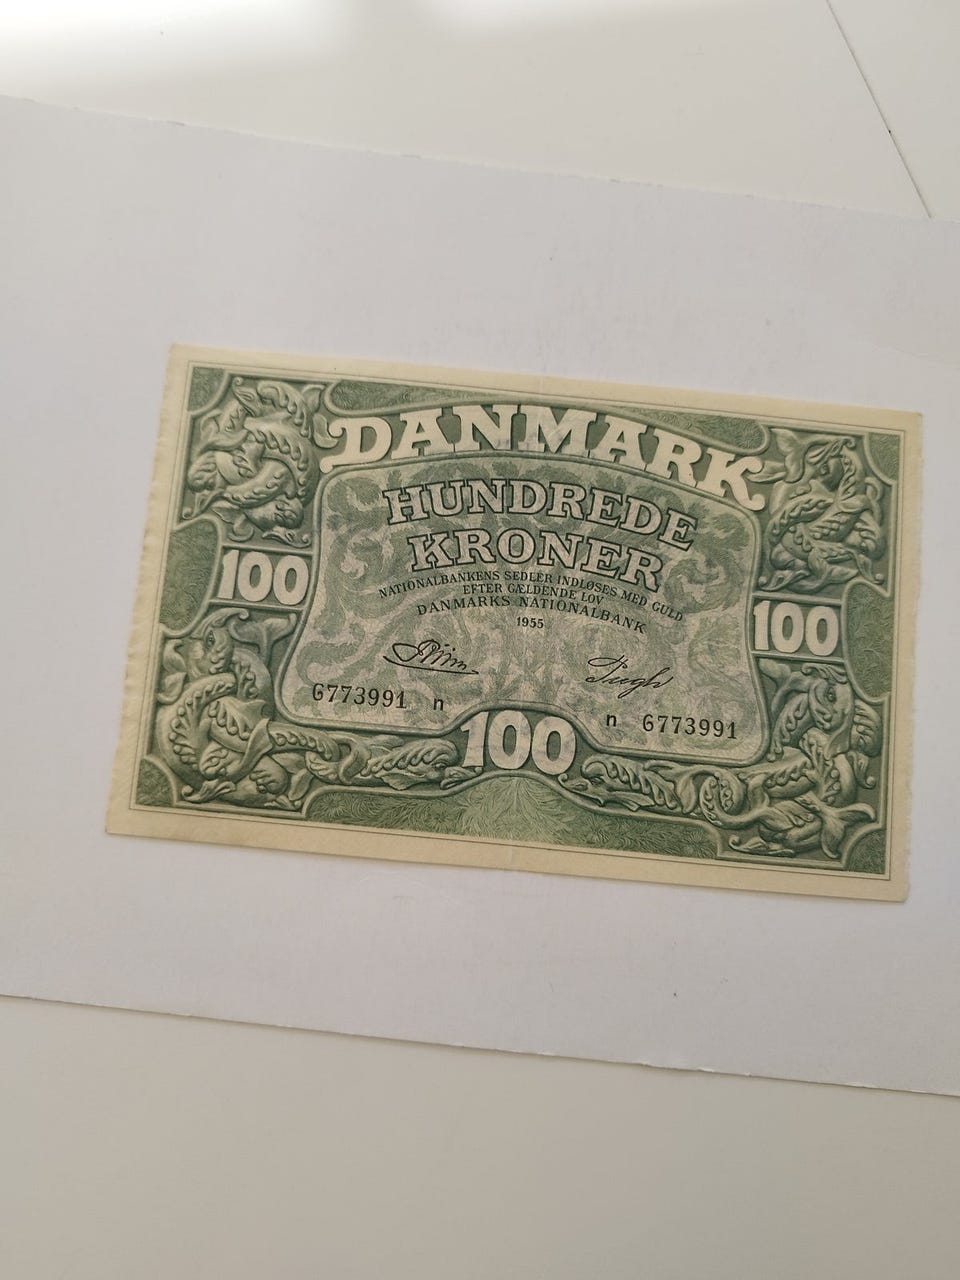 DANMARK
HUNDREDE
KRONER
NATIONALBANKENS SEDLER INDLØSES MED GULD
EFTER GÆLDENDE LOV
DANMARKS NATIONALBANK
1955
100
100
G773991 n
n G773991
100